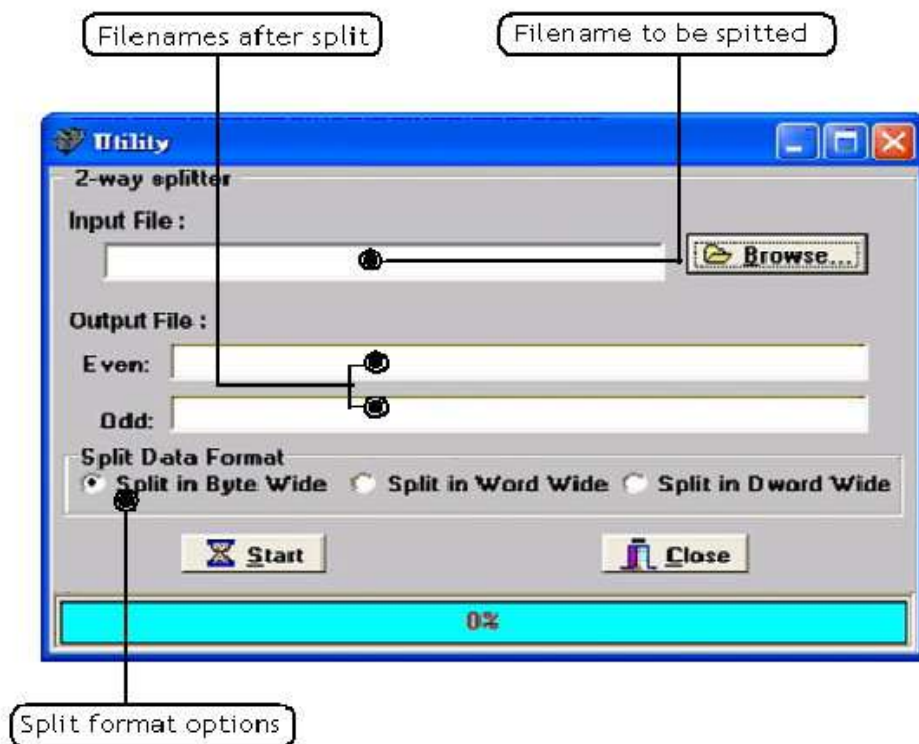 Filenames after split
Filename to be spitted
Utility
2-way splitter
Input File :
Browse...
Output File :
Even:
Odd:
Split Data Format
Split in Byte Wide Split in Word Wide Split in Dword Wide
Start Close
0%
Split format options